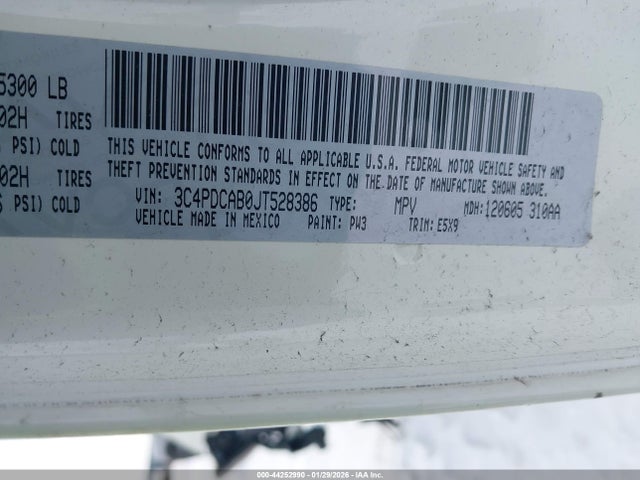 5300 LB
02H TIRES
PSI) COLD
02H TIRES
PSI) COLD
THIS VEHICLE CONFORMS TO ALL APPLICABLE U.S.A. FEDERAL MOTOR VEHICLE SAFETY AND
THEFT PREVENTION STANDARDS IN EFFECT ON THE DATE OF MANUFACTURE SHOWN ABOVE.
VIN: 3C4PDCAB0JT528386 TYPE: MPV MDH: 120605 310AA
VEHICLE MADE IN MEXICO PAINT: PW3 TRIM: E5X9
000-44252990 - 01/29/2026 - IAA Inc.